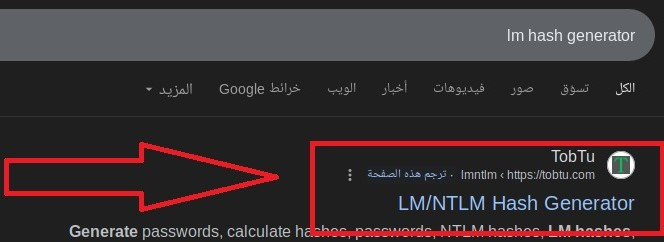 lm hash generator
الكل تسوّق صور فيديوهات أخبار الويب خرائط Google المزيد
TobTu
https://tobtu.com › lmntlm · ترجم هذه الصفحة
LM/NTLM Hash Generator
Generate passwords, calculate hashes, passwords, NTLM hashes, LM hashes,